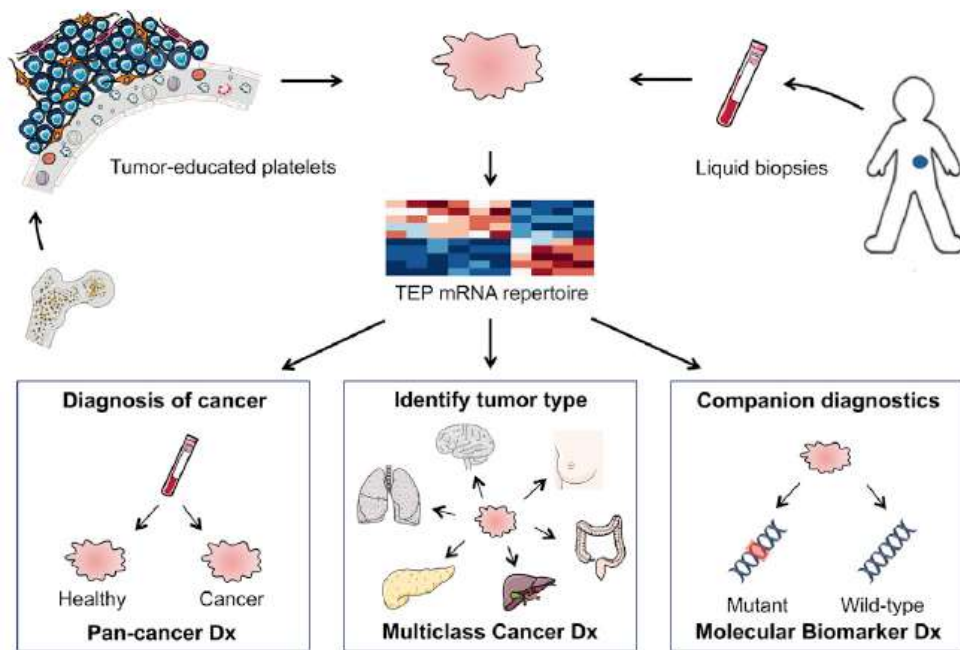 Tumor-educated platelets
Liquid biopsies
TEP mRNA repertoire
Diagnosis of cancer
Healthy
Cancer
Pan-cancer Dx
Identify tumor type
Multiclass Cancer Dx
Companion diagnostics
Mutant
Wild-type
Molecular Biomarker Dx